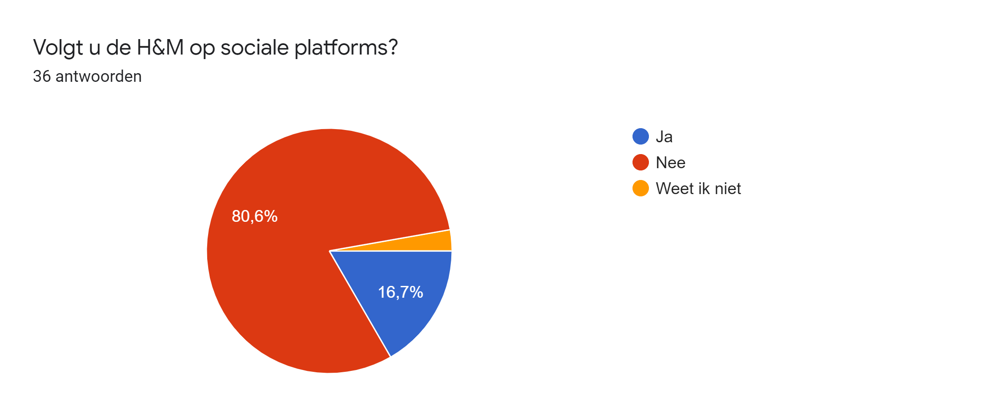 Volgt u de H&M op sociale platforms?
36 antwoorden
Ja
Nee
Weet ik niet
80,6%
16,7%